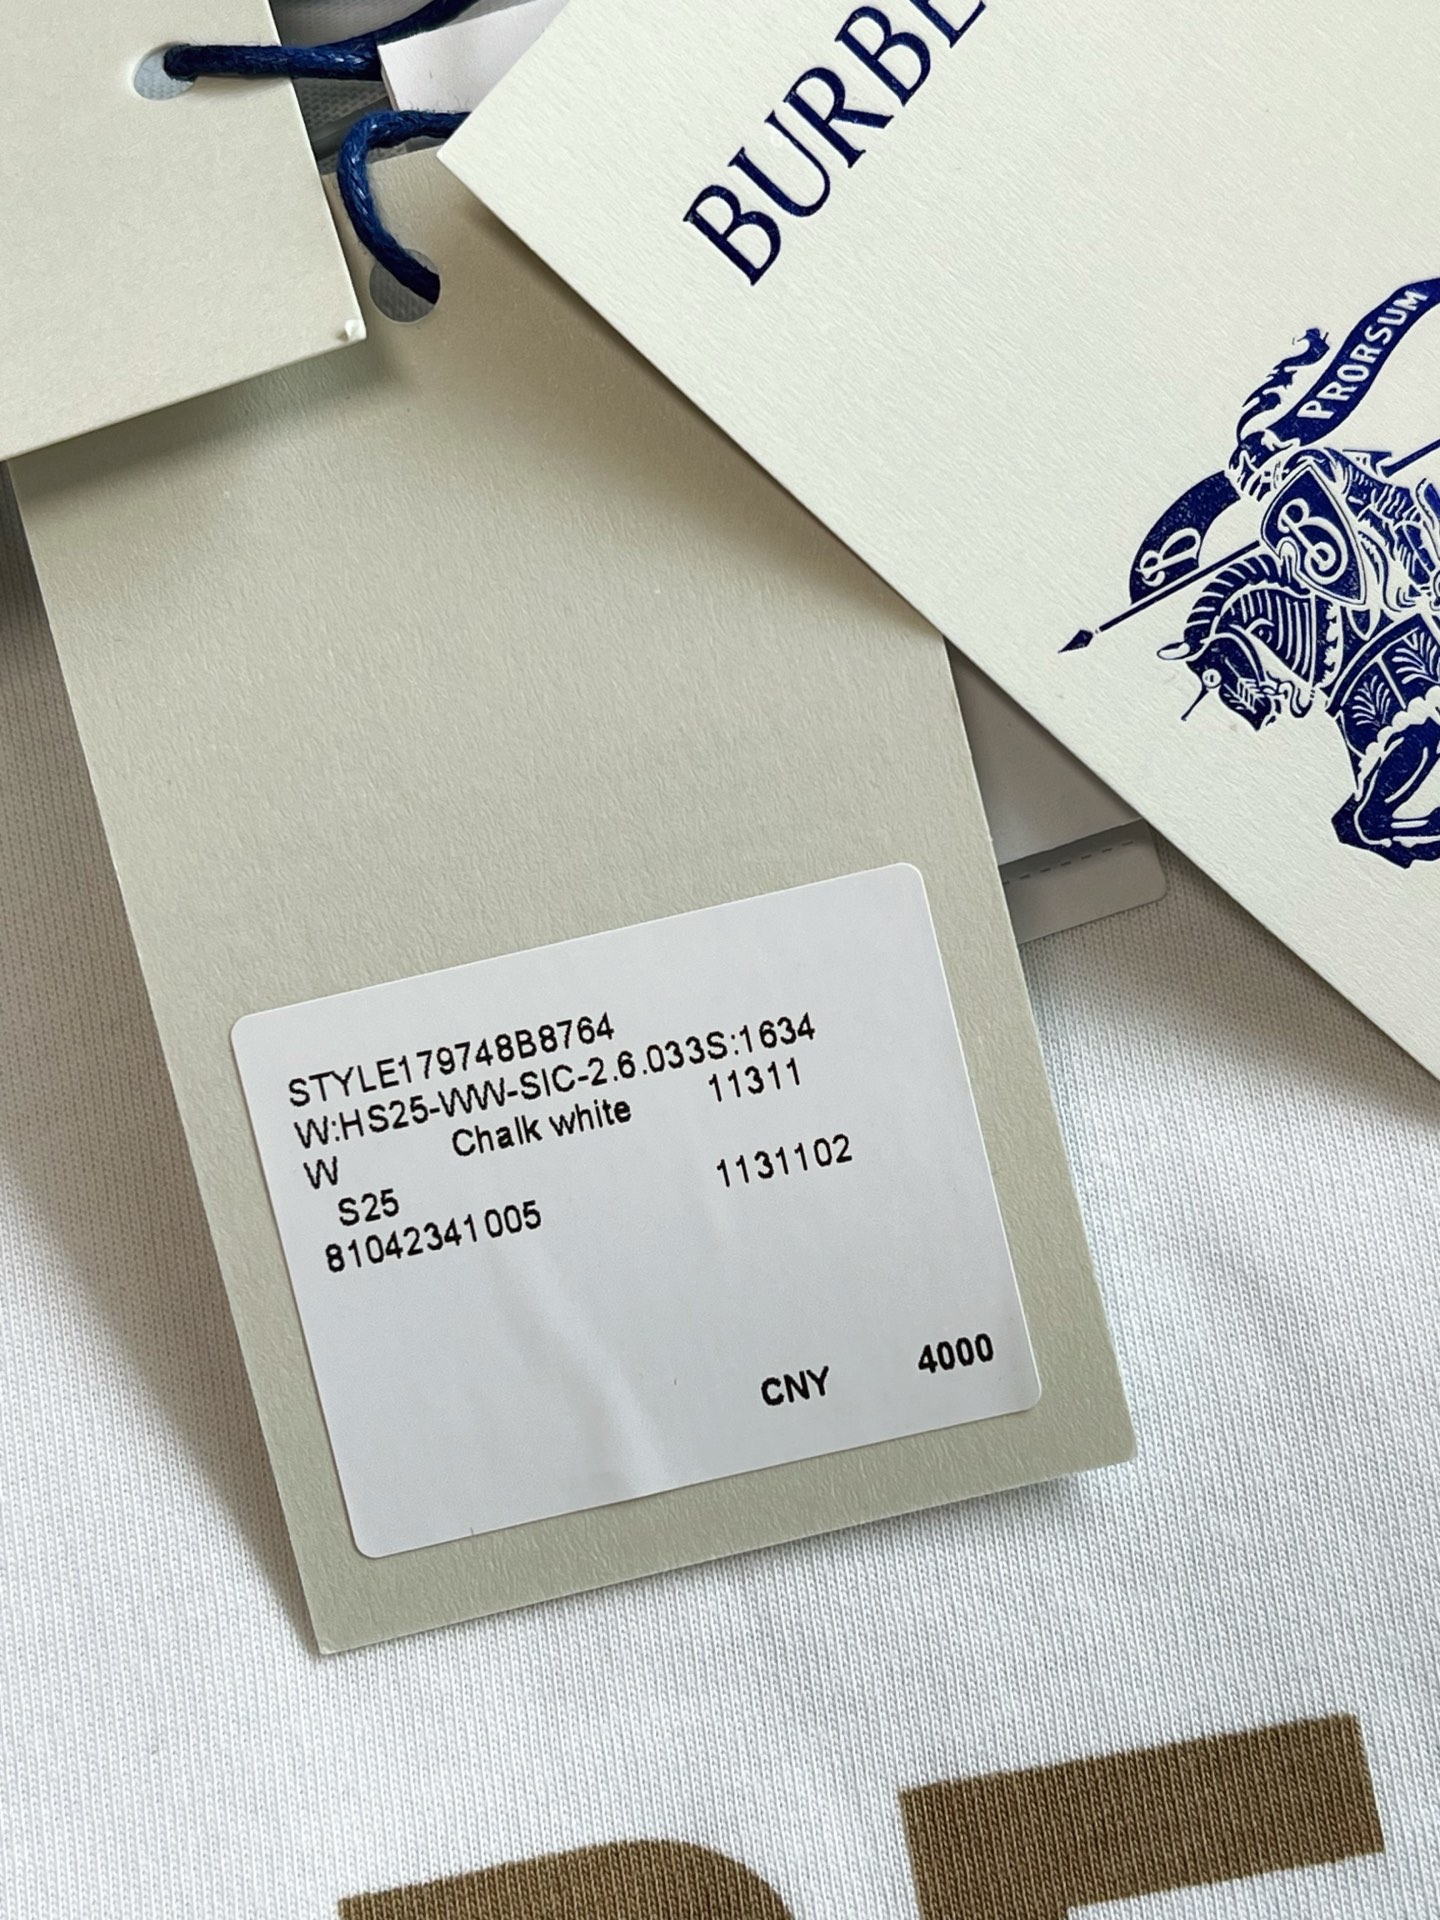 BURBE
PRORSUM
B
B
STYLE179748B8764
W:HS25-WW-SIC-2.6.033S:1634
W Chalk white 11311
S25 1131102
81042341005
CNY 4000